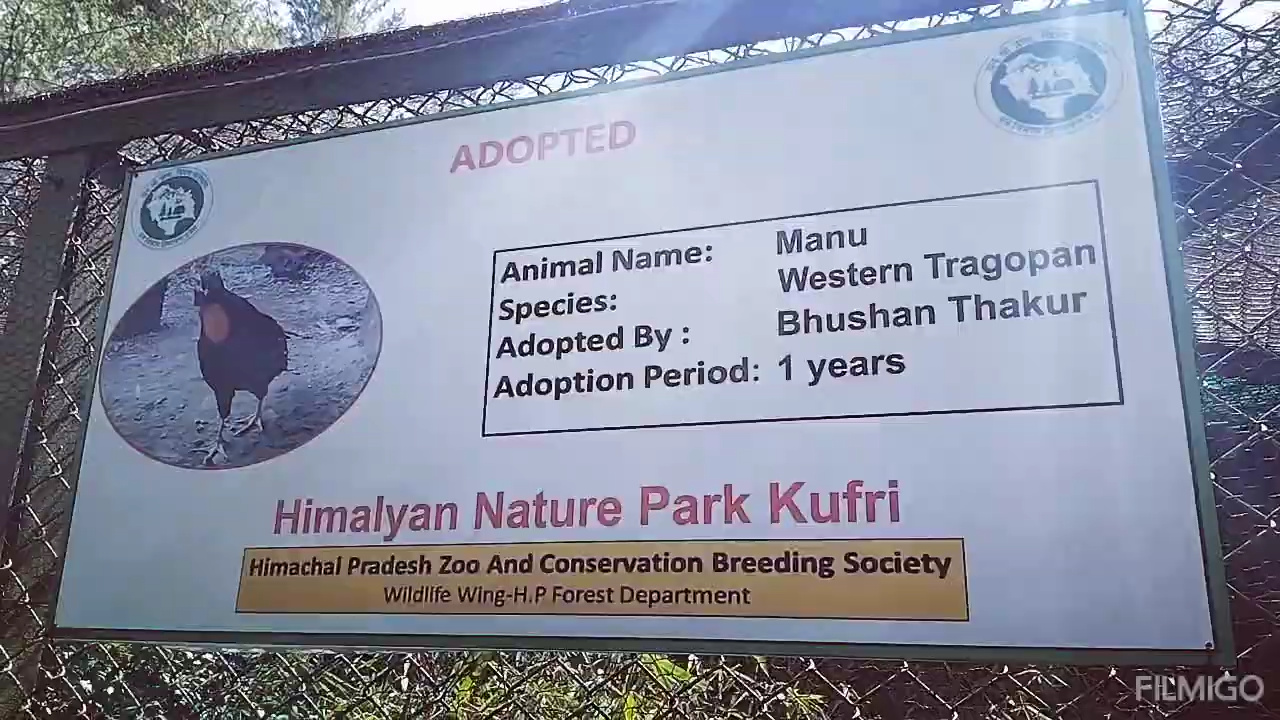 ADOPTED
Animal Name: Manu
Species: Western Tragopan
Adopted By : Bhushan Thakur
Adoption Period: 1 years
Himalyan Nature Park Kufri
Himachal Pradesh Zoo And Conservation Breeding Society
Wildlife Wing-H.P Forest Department
FILMIGO